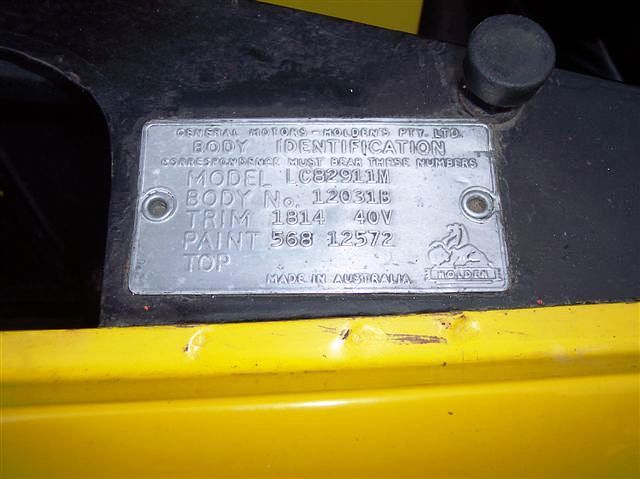 GENERAL MOTORS - HOLDEN'S PTY. LTD.
BODY IDENTIFICATION
CORRESPONDENCE MUST BEAR THESE NUMBERS
MODEL LC82911M
BODY No. 12031B
TRIM 1814 40V
PAINT 568 12572
TOP
HOLDEN
MADE IN AUSTRALIA